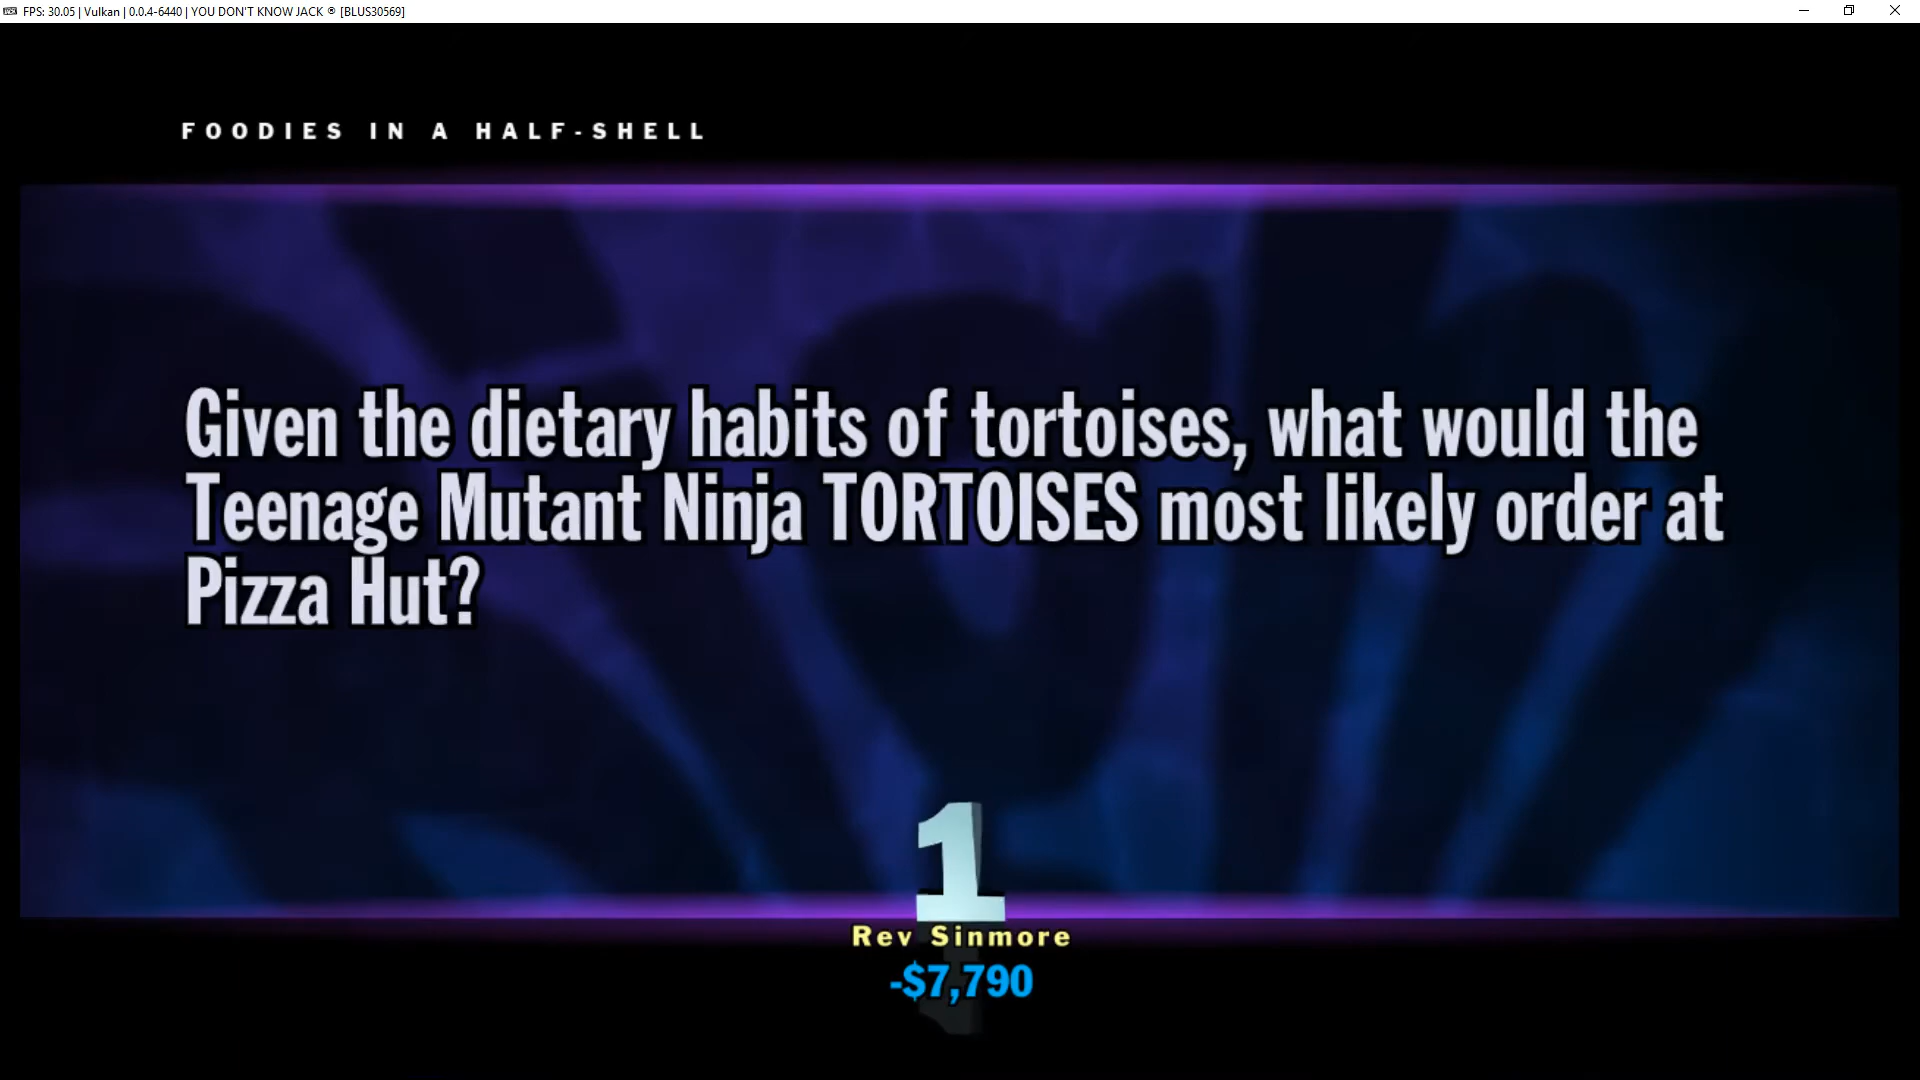 FPS: 30.05 | Vulkan | 0.0.4-6440 | YOU DON'T KNOW JACK ® [BLUS30569]
FOODIES IN A HALF-SHELL
Given the dietary habits of tortoises, what would the
Teenage Mutant Ninja TORTOISES most likely order at
Pizza Hut?
1
Rev Sinmore
-$7,790